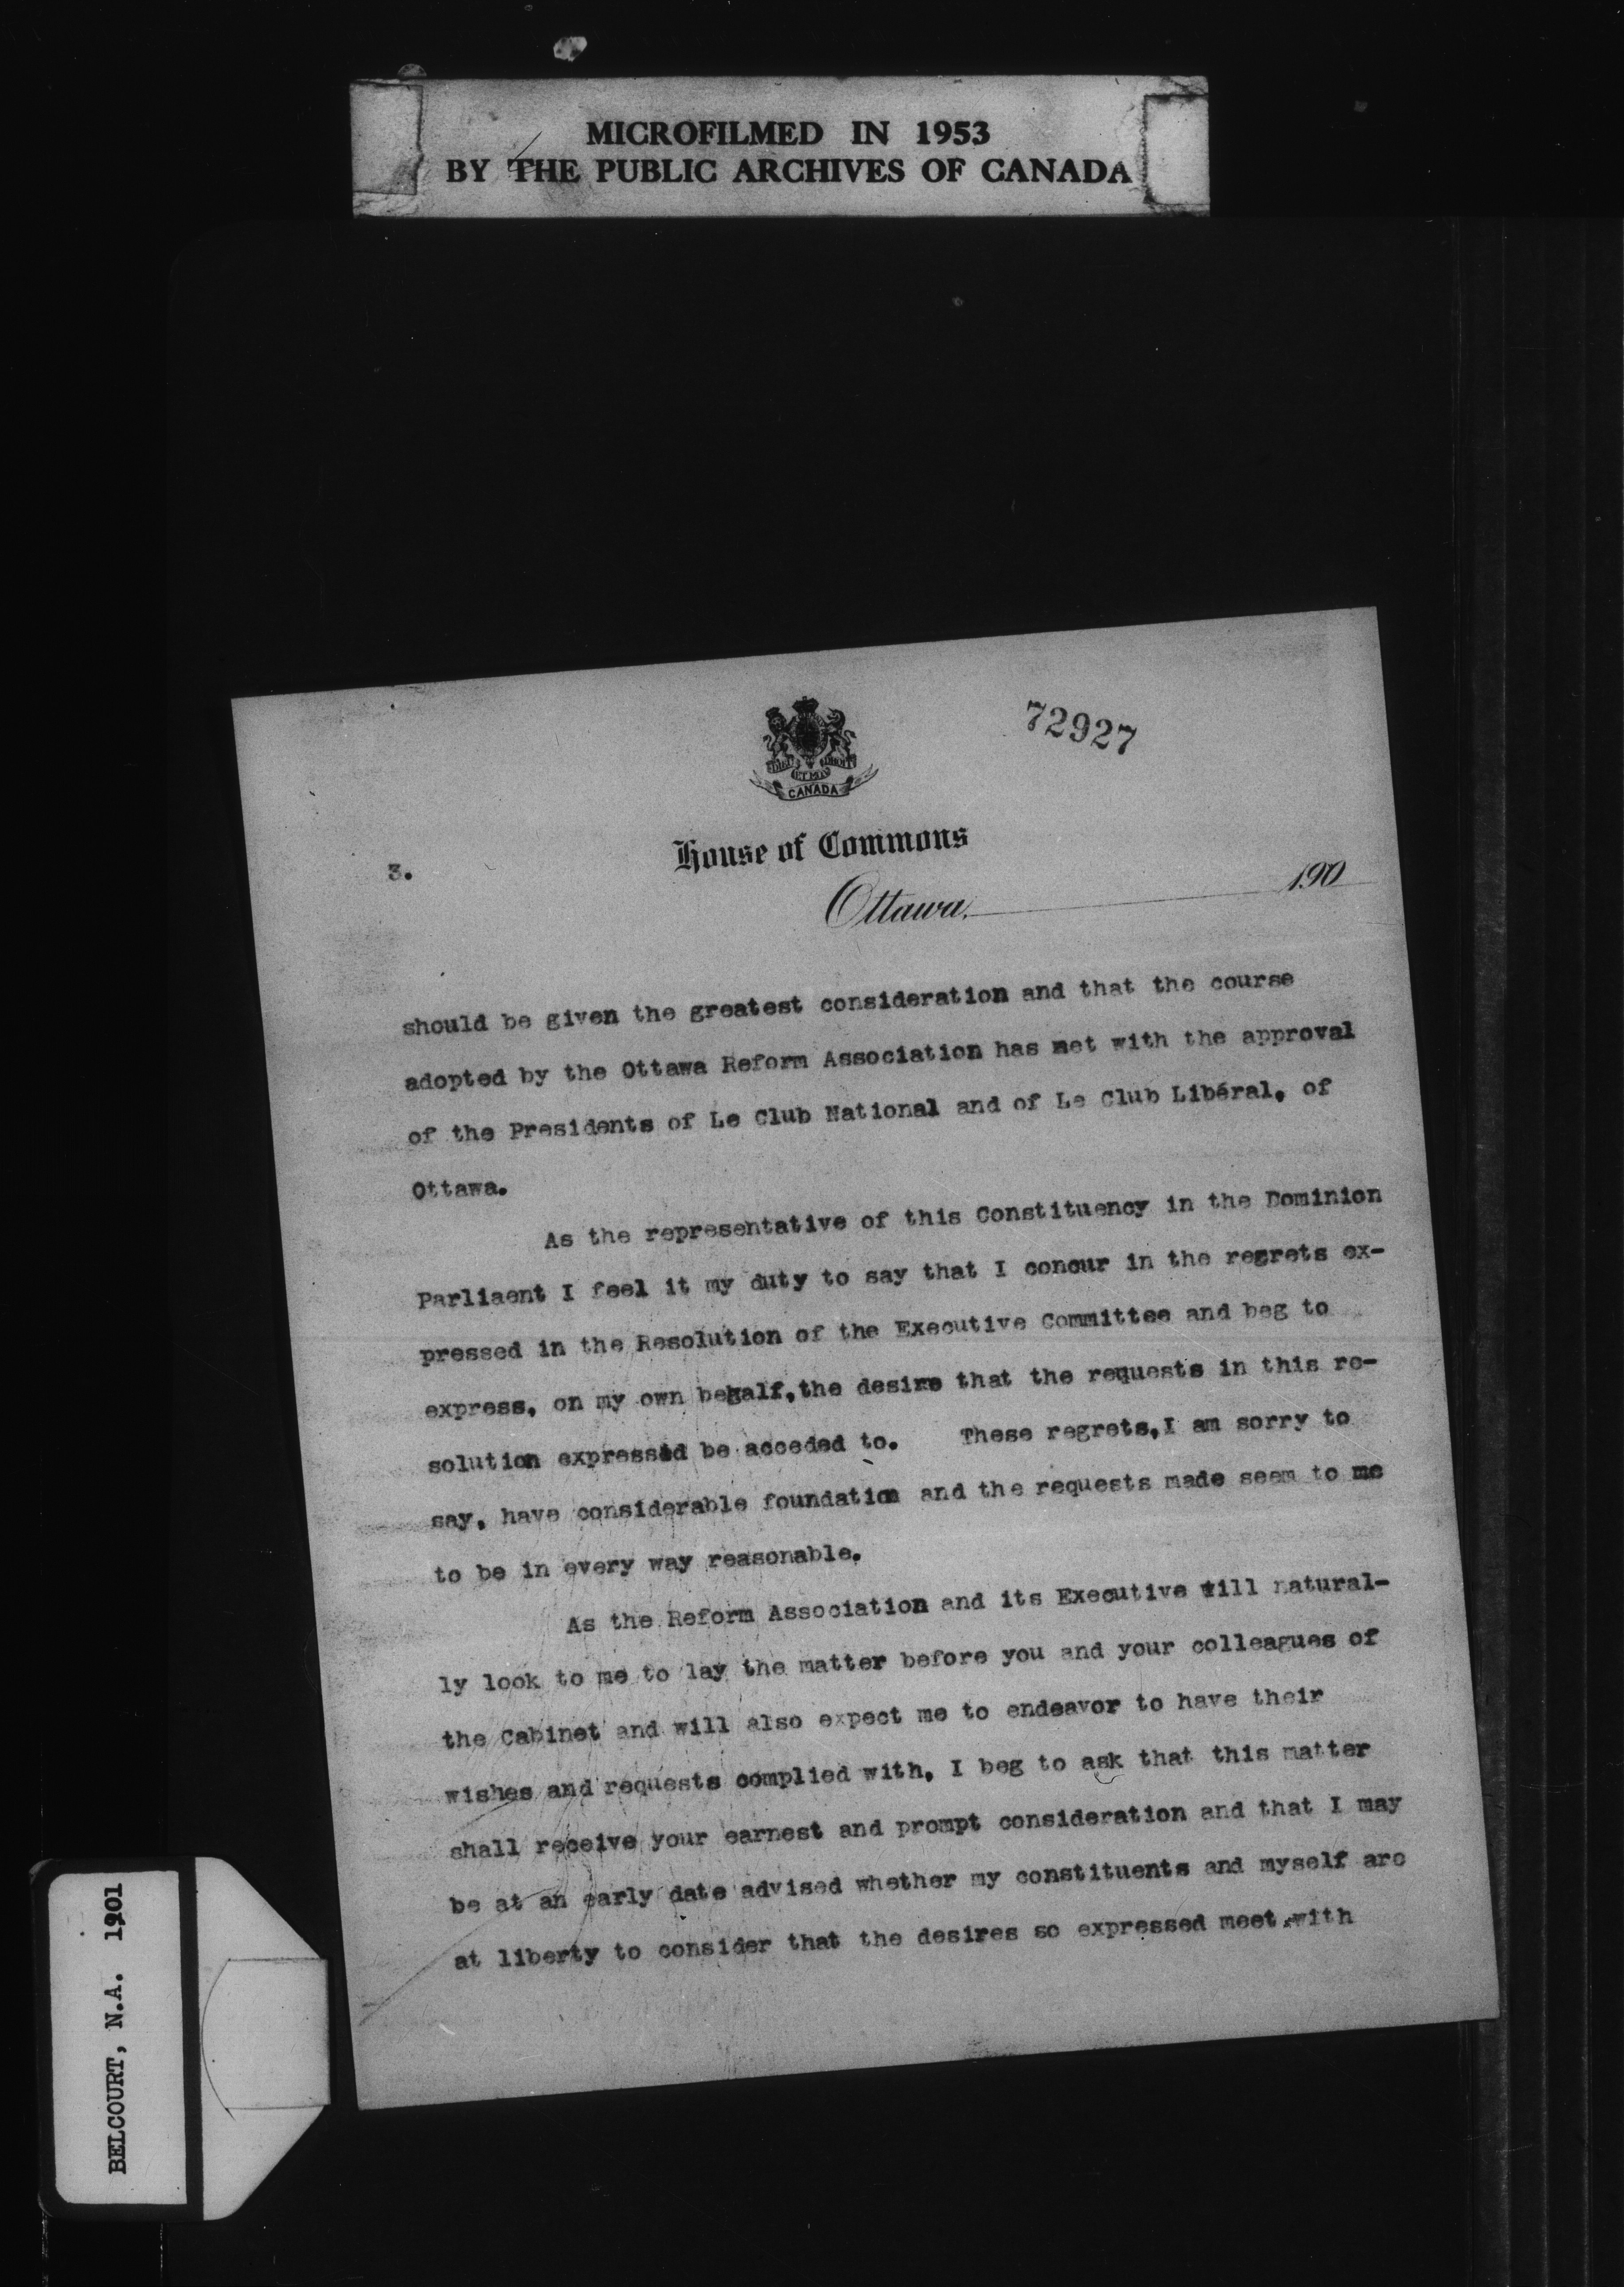 MICROFILMED IN 1953
BY THE PUBLIC ARCHIVES OF CANADA
72927
CANADA
House of Commons
3.
Ottawa, 190
should be given the greatest consideration and that the course
adopted by the Ottawa Reform Association has met with the approval
of the Presidents of Le Club National and of Le Club Libéral, of
Ottawa.
As the representative of this Constituency in the Dominion
Parliaent I feel it my duty to say that I concur in the regrets ex-
pressed in the Resolution of the Executive Committee and beg to
express, on my own behalf, the desire that the requests in this re-
solution expressed be acceded to. These regrets, I am sorry to
say, have considerable foundation and the requests made seem to me
to be in every way reasonable.
As the Reform Association and its Executive will natural-
ly look to me to lay the matter before you and your colleagues of
the Cabinet and will also expect me to endeavor to have their
wishes and requests complied with, I beg to ask that this matter
shall receive your earnest and prompt consideration and that I may
be at an early date advised whether my constituents and myself are
at liberty to consider that the desires so expressed meet with
BELCOURT, N.A. 1901